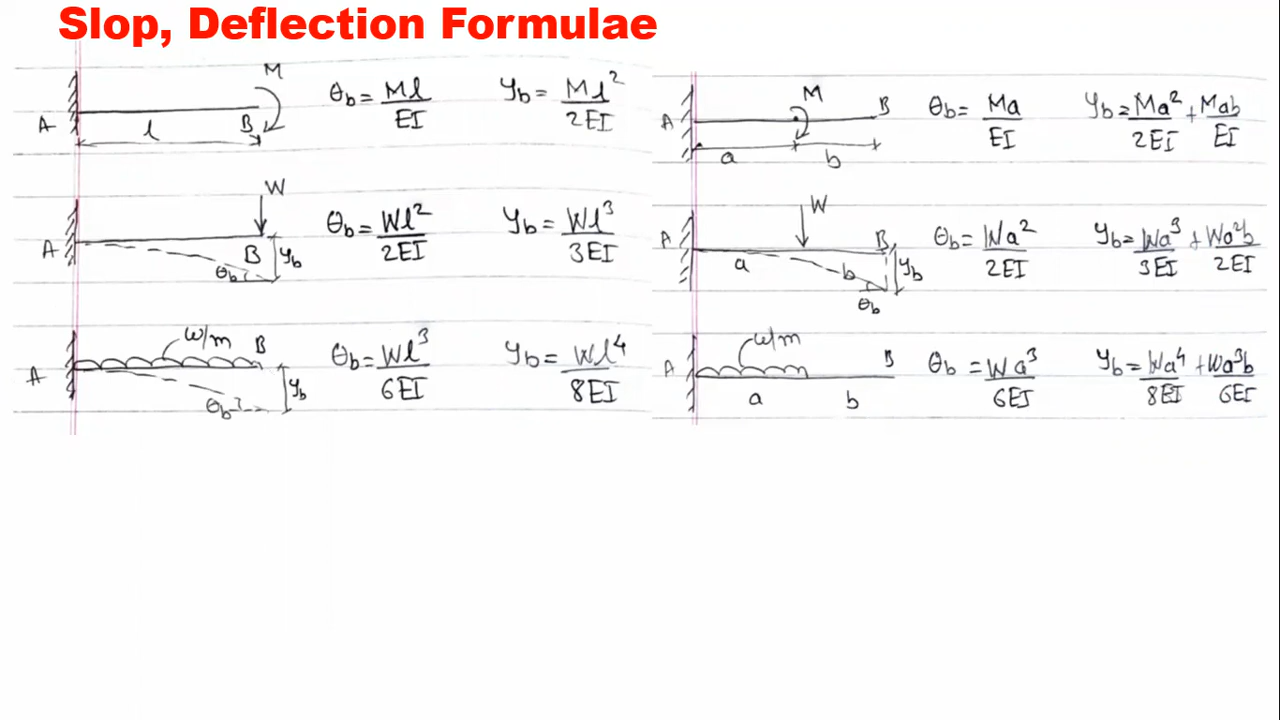 Slop, Deflection Formulae
M
A l B
θb = Ml/EI yb = Ml²/2EI
W
A B yb θb
θb = Wl²/2EI yb = Wl³/3EI
w/m
A B yb θb
θb = Wl³/6EI yb = Wl⁴/8EI
M
A B
a b
θb = Ma/EI yb = Ma²/2EI + Mab/EI
W
A B
a b yb θb
θb = Wa²/2EI yb = Wa³/3EI + Wa²b/2EI
w/m
A B
a b
θb = Wa³/6EI yb = Wa⁴/8EI + Wa³b/6EI